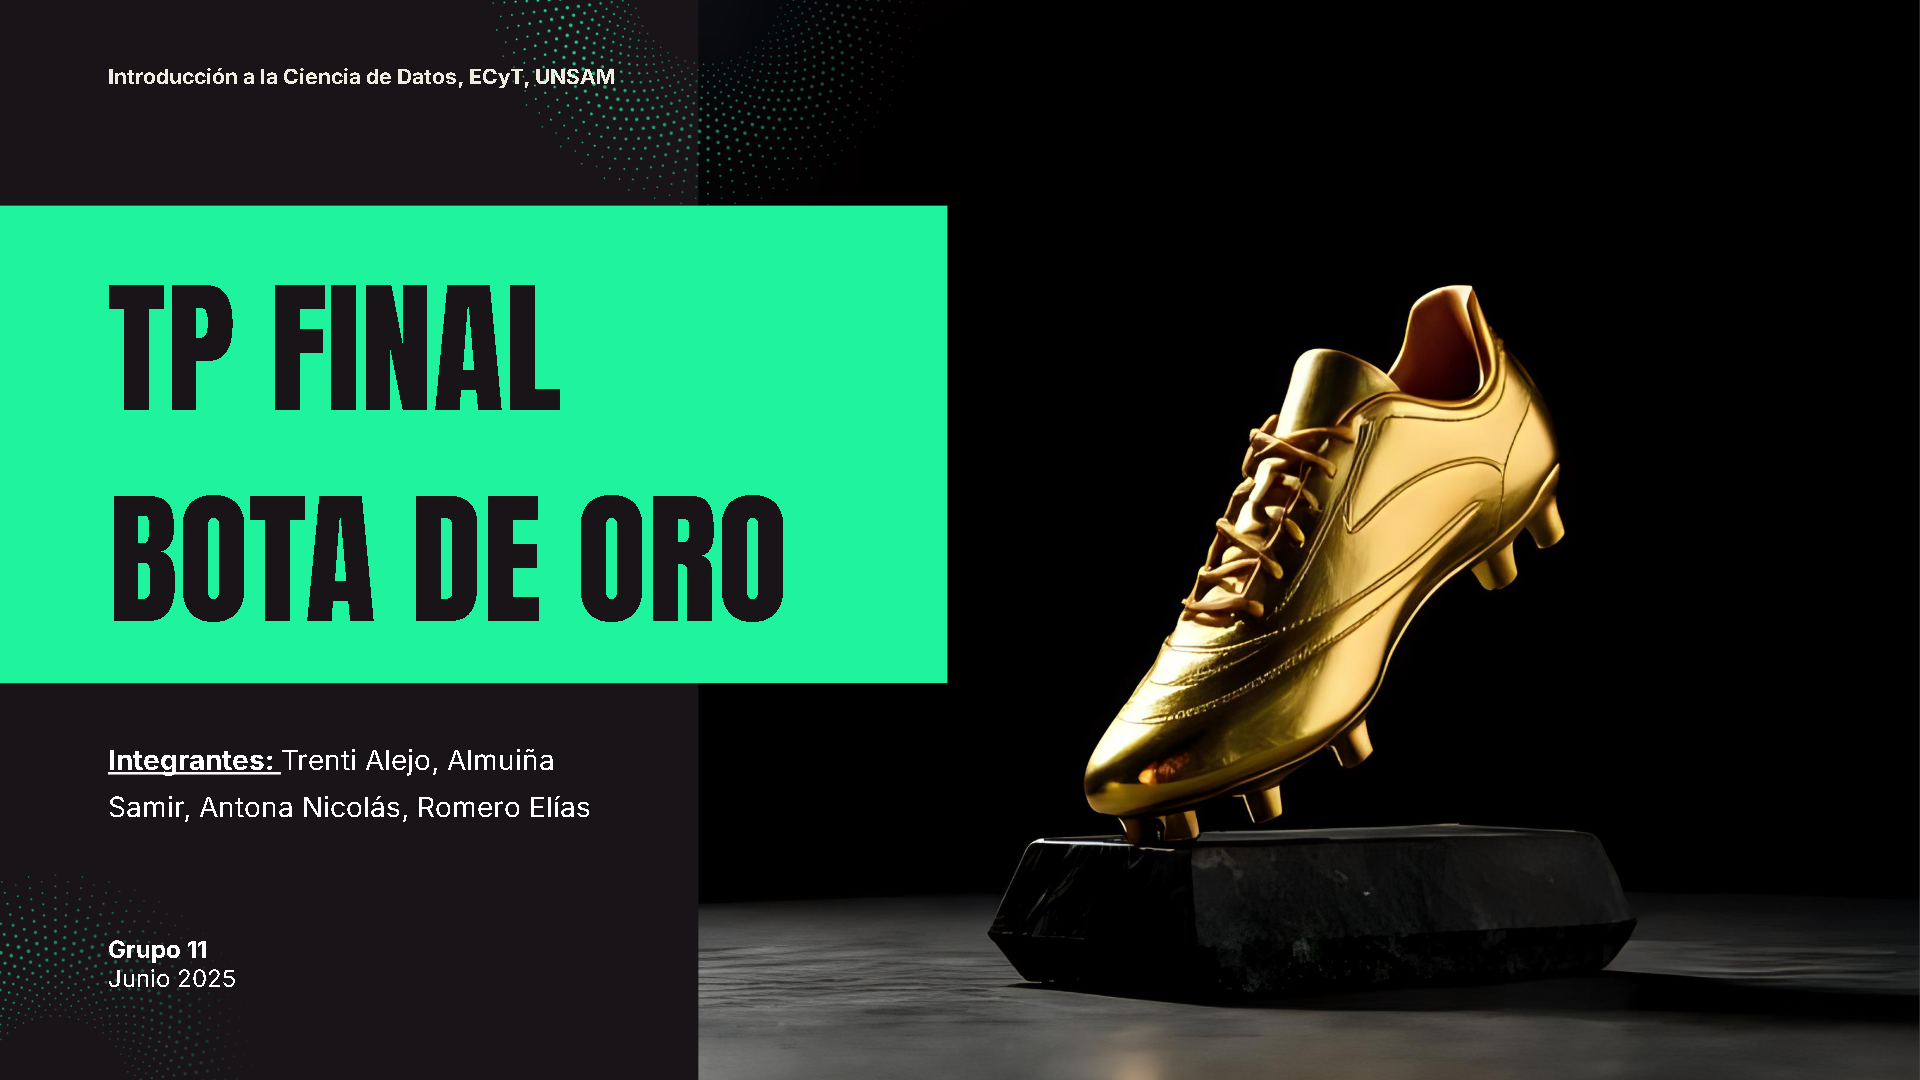 Introducción a la Ciencia de Datos, ECyT, UNSAM
TP FINAL
BOTA DE ORO
Integrantes: Trenti Alejo, Almuiña
Samir, Antona Nicolás, Romero Elías
Grupo 11
Junio 2025